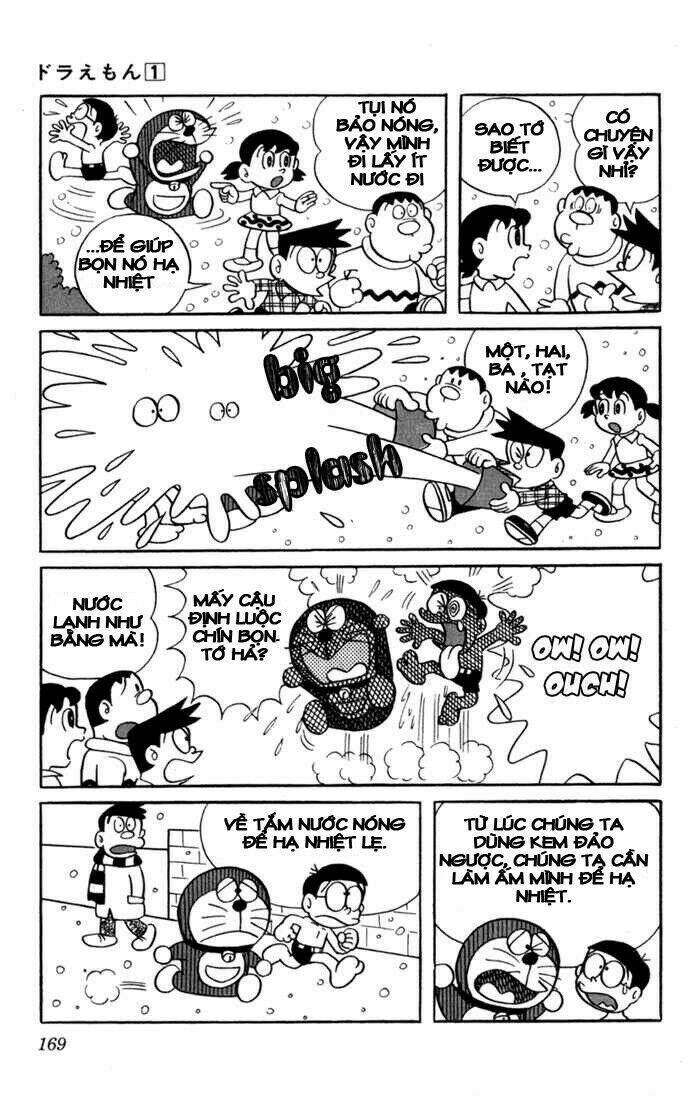 ドラえもん1
TỤI NÓ
BẢO NÓNG,
VẬY MÌNH
ĐI LẤY ÍT
NƯỚC ĐI
...ĐỂ GIÚP
BỌN NÓ HẠ
NHIỆT
CÓ
CHUYỆN
GÌ VẬY
NHỈ?
SAO TỚ
BIẾT
ĐƯỢC...
MỘT, HAI,
BA , TẠT
NÀO!
big
splash
NƯỚC
LẠNH NHƯ
BĂNG MÀ!
MẤY CẬU
ĐỊNH LUỘC
CHÍN BỌN
TỚ HẢ?
OW! OW!
OUCH!
VỀ TẮM NƯỚC NÓNG
ĐỂ HẠ NHIỆT LẸ.
TỪ LÚC CHÚNG TA
DÙNG KEM ĐẢO
NGƯỢC, CHÚNG TA CẦN
LÀM ẤM MÌNH ĐỂ HẠ
NHIỆT.
169